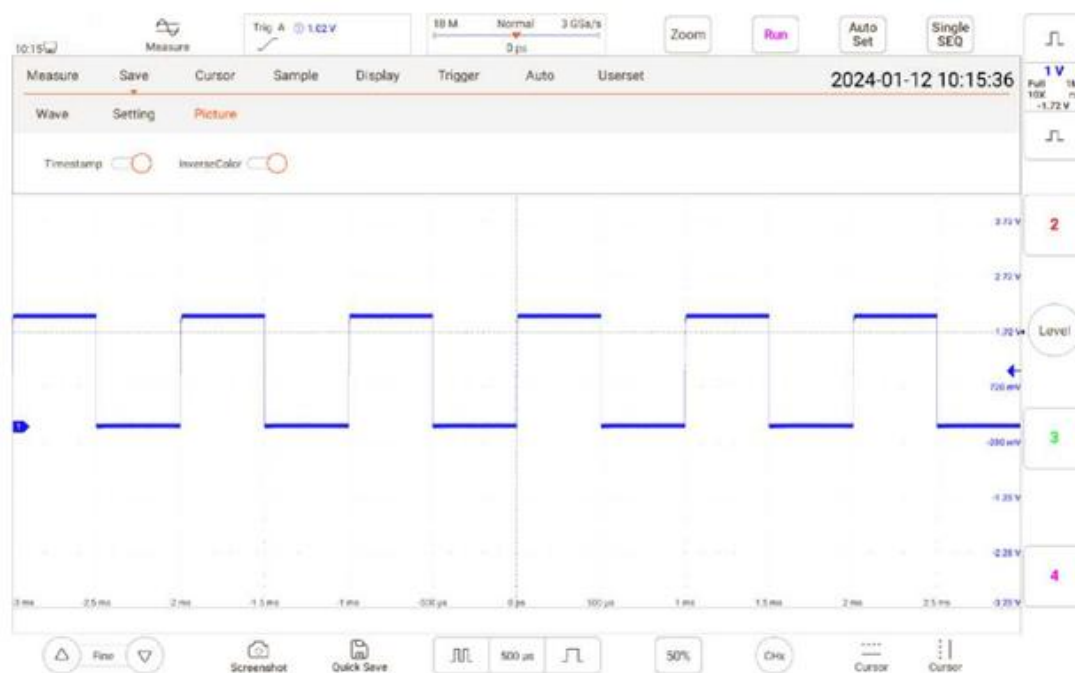 Trig A ① 1.02 V
18 M Normal 3 GSa/s
0 ps
Zoom
Run
Auto Set
Single SEQ
10:15
Measure
Measure Save Cursor Sample Display Trigger Auto Userset
2024-01-12 10:15:36
1 V
Full 1M
10X
-1.72 V
Wave Setting Picture
Timestamp InverseColor
3.72 V
2
2.72 V
1.72 V
Level
720 mV
1
-280 mV
3
-2.28 V
4
-3 ms -2.5 ms -2 ms -1.5 ms -1 ms -500 μs 0 ps 500 μs 1 ms 1.5 ms 2 ms 2.5 ms -3.28 V
Fine
Screenshot
Quick Save
500 μs
50%
CHx
Cursor
Cursor